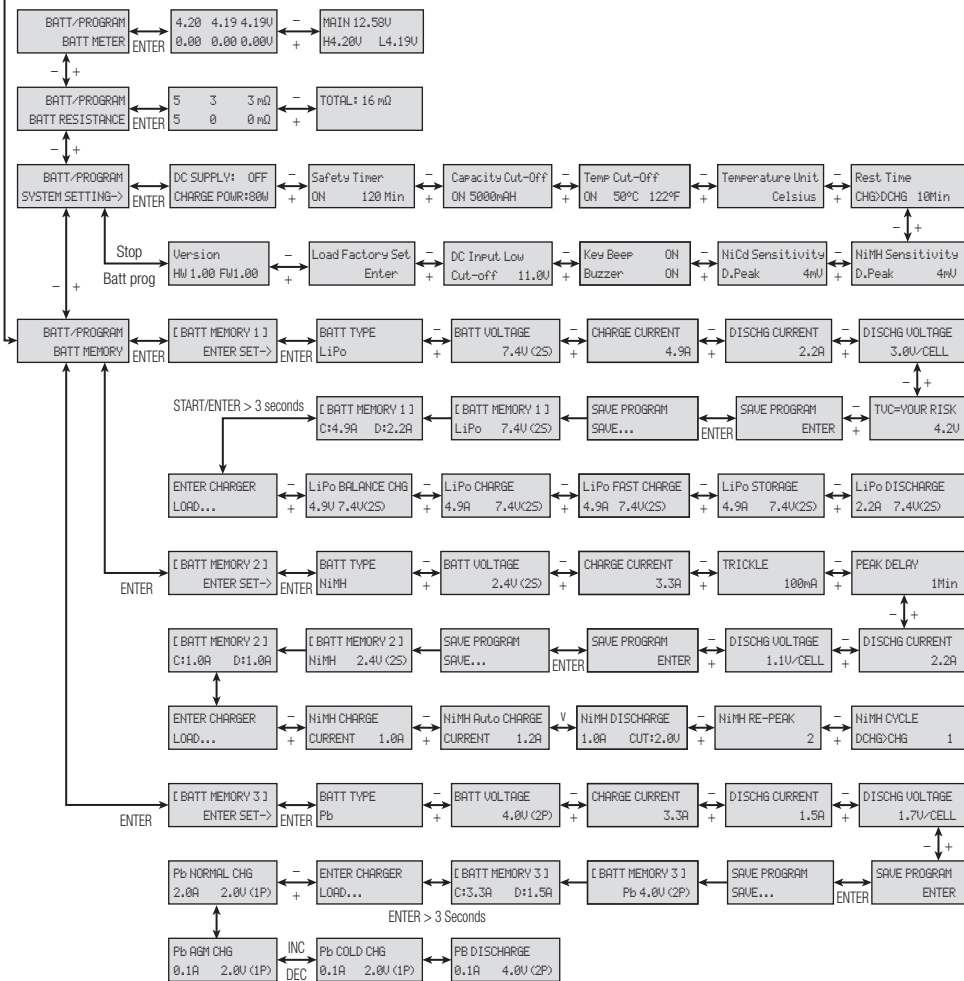 BATT/PROGRAM
BATT METER
ENTER
4.20 4.19 4.19V
0.00 0.00 0.00V
–
+
MAIN 12.58V
H4.20V L4.19V
– +
BATT/PROGRAM
BATT RESISTANCE
ENTER
5 3 3 mΩ
5 0 0 mΩ
–
+
TOTAL: 16 mΩ
– +
BATT/PROGRAM
SYSTEM SETTING->
ENTER
DC SUPPLY: OFF
CHARGE POWR:80W
–
+
Safety Timer
ON 120 Min
–
+
Capacity Cut-Off
ON 5000mAH
–
+
Temp Cut-Off
ON 50°C 122°F
–
+
Temperature Unit
Celsius
–
+
Rest Time
CHG>DCHG 10Min
– +
Stop
Batt prog
Version
HW 1.00 FW1.00
–
+
Load Factory Set
Enter
–
+
DC Input Low
Cut-off 11.0V
–
+
Key Beep ON
Buzzer ON
–
+
NiCd Sensitivity
D.Peak 4mV
–
+
NiMH Sensitivity
D.Peak 4mV
– +
BATT/PROGRAM
BATT MEMORY
ENTER
[ BATT MEMORY 1 ]
ENTER SET->
ENTER
BATT TYPE
LiPo
–
+
BATT VOLTAGE
7.4V (2S)
–
+
CHARGE CURRENT
4.9A
–
+
DISCHG CURRENT
2.2A
–
+
DISCHG VOLTAGE
3.0V/CELL
– +
START/ENTER > 3 seconds
[ BATT MEMORY 1 ]
C:4.9A D:2.2A
[ BATT MEMORY 1 ]
LiPo 7.4V (2S)
SAVE PROGRAM
SAVE...
ENTER
SAVE PROGRAM
ENTER
–
+
TVC=YOUR RISK
4.2V
ENTER CHARGER
LOAD...
–
+
LiPo BALANCE CHG
4.9V 7.4V(2S)
–
+
LiPo CHARGE
4.9A 7.4V(2S)
–
+
LiPo FAST CHARGE
4.9A 7.4V(2S)
–
+
LiPo STORAGE
4.9A 7.4V(2S)
–
+
LiPo DISCHARGE
2.2A 7.4V(2S)
ENTER
[ BATT MEMORY 2 ]
ENTER SET->
ENTER
BATT TYPE
NiMH
–
+
BATT VOLTAGE
2.4V (2S)
–
+
CHARGE CURRENT
3.3A
–
+
TRICKLE
100mA
–
+
PEAK DELAY
1Min
– +
[ BATT MEMORY 2 ]
C:1.0A D:1.0A
[ BATT MEMORY 2 ]
NiMH 2.4V (2S)
SAVE PROGRAM
SAVE...
ENTER
SAVE PROGRAM
ENTER
–
+
DISCHG VOLTAGE
1.1V/CELL
–
+
DISCHG CURRENT
2.2A
ENTER CHARGER
LOAD...
–
+
NiMH CHARGE
CURRENT 1.0A
–
+
NiMH Auto CHARGE
CURRENT 1.2A
V
+
NiMH DISCHARGE
1.0A CUT:2.0V
–
+
NiMH RE-PEAK
2
–
+
NiMH CYCLE
DCHG>CHG 1
ENTER
[ BATT MEMORY 3 ]
ENTER SET->
ENTER
BATT TYPE
Pb
–
+
BATT VOLTAGE
4.0V (2P)
–
+
CHARGE CURRENT
3.3A
–
+
DISCHG CURRENT
1.5A
–
+
DISCHG VOLTAGE
1.7V/CELL
– +
Pb NORMAL CHG
2.0A 2.0V (1P)
–
+
ENTER CHARGER
LOAD...
[ BATT MEMORY 3 ]
C:3.3A D:1.5A
[ BATT MEMORY 3 ]
Pb 4.0V (2P)
SAVE PROGRAM
SAVE...
ENTER
SAVE PROGRAM
ENTER
ENTER > 3 Seconds
Pb AGM CHG
0.1A 2.0V (1P)
INC
DEC
Pb COLD CHG
0.1A 2.0V (1P)
PB DISCHARGE
0.1A 4.0V (2P)